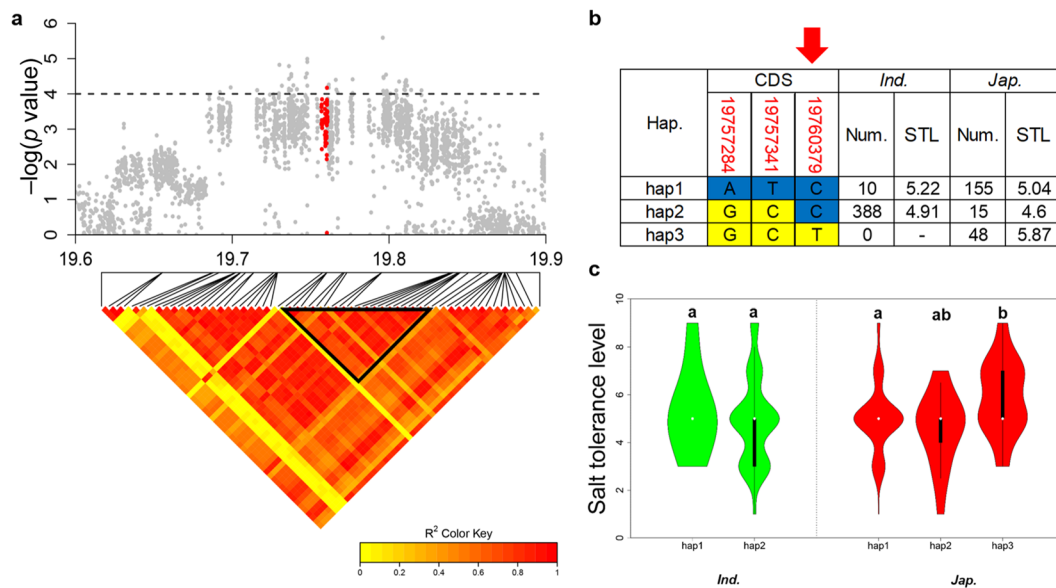 a
−log(p value)
6
5
4
3
2
1
0
19.6 19.7 19.8 19.9
R2 Color Key
0 0.2 0.4 0.6 0.8 1
b
Hap. CDS Ind. Jap.
19757284 19757341 19760379 Num. STL Num. STL
hap1 A T C 10 5.22 155 5.04
hap2 G C C 388 4.91 15 4.6
hap3 G C T 0 - 48 5.87
c
Salt tolerance level
10
8
6
4
2
0
a a a ab b
hap1 hap2 hap1 hap2 hap3
Ind. Jap.